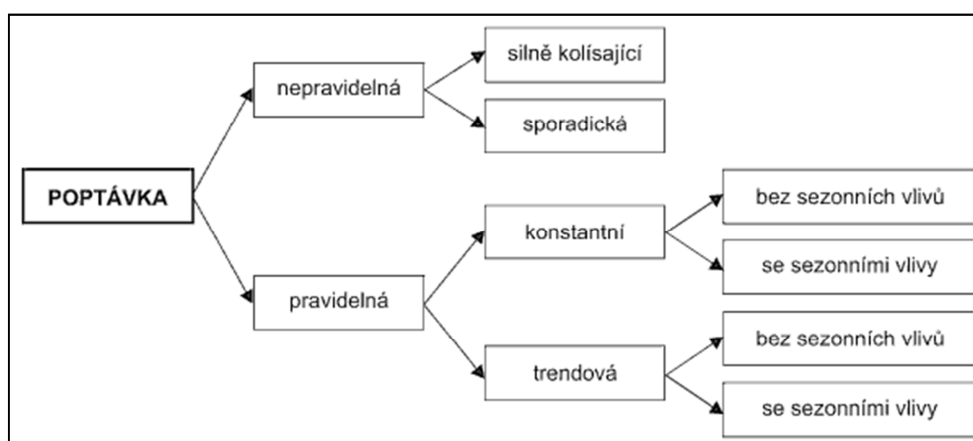 silně kolísající
nepravidelná
sporadická
POPTÁVKA
bez sezonních vlivů
konstantní
se sezonními vlivy
pravidelná
bez sezonních vlivů
trendová
se sezonními vlivy